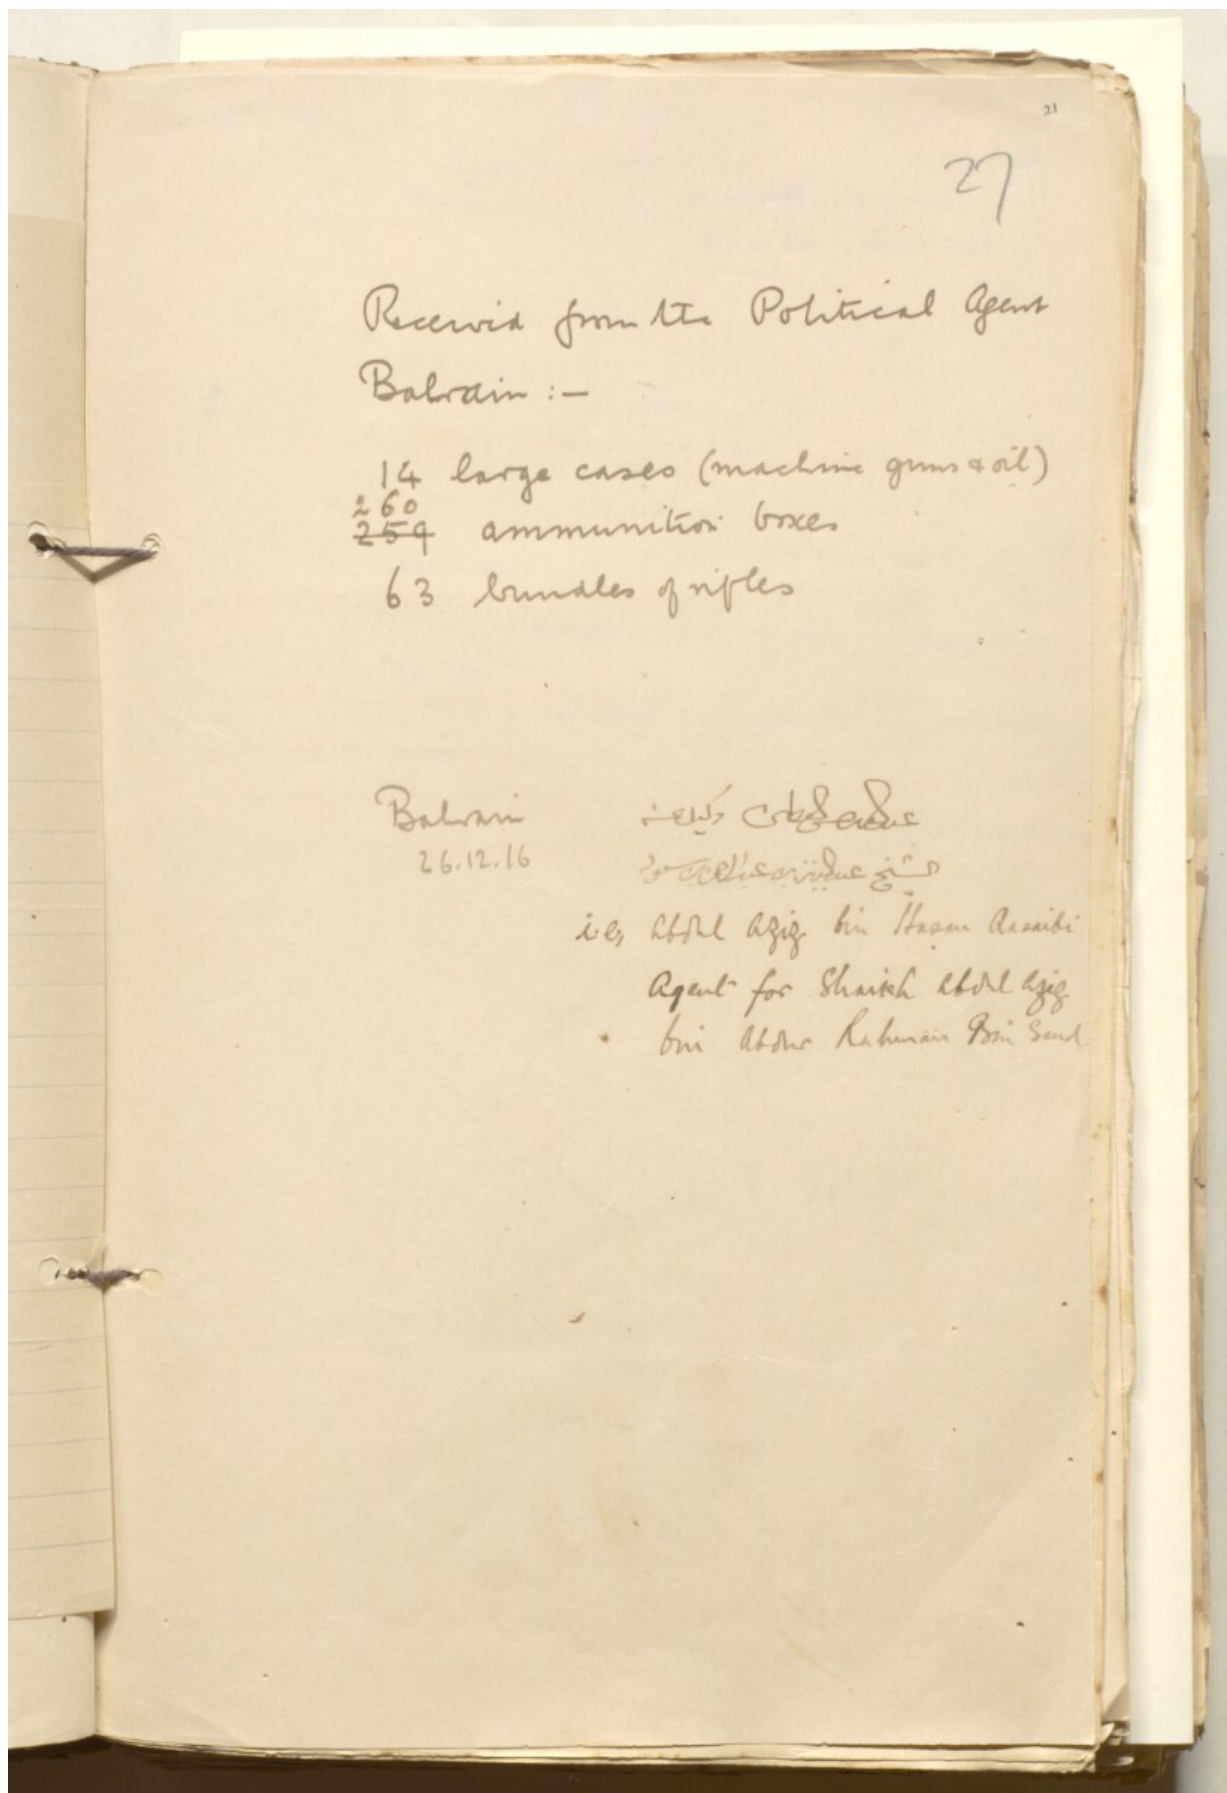 21
27
Received from the Political Agent
Bahrain :—
14 large cases (machine guns & oil)
260
259 ammunition boxes
63 bundles of rifles
Bahrain
26.12.16
الشيخ
i.e., Abdul Aziz bin Hasan
Agent for Shaikh Abdul Aziz
bin Abdur Rahman Bin Saud